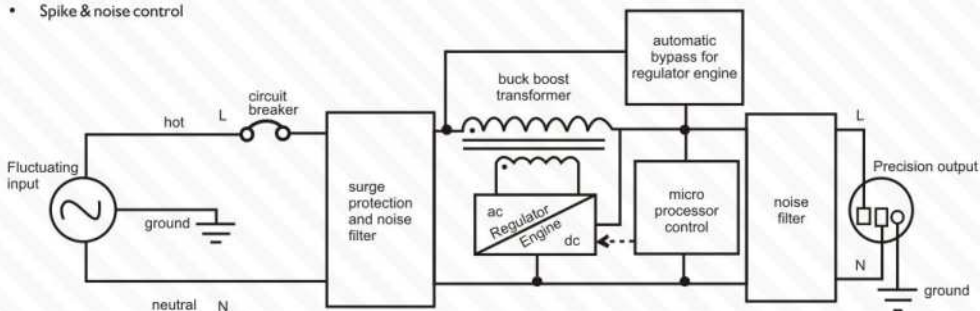 • Spike & noise control
automatic
bypass for
regulator engine
buck boost
transformer
circuit
breaker
hot
L
Fluctuating
input
ground
neutral
N
surge
protection
and noise
filter
ac
Regulator
Engine
dc
micro
processor
control
noise
filter
L
Precision output
N
ground